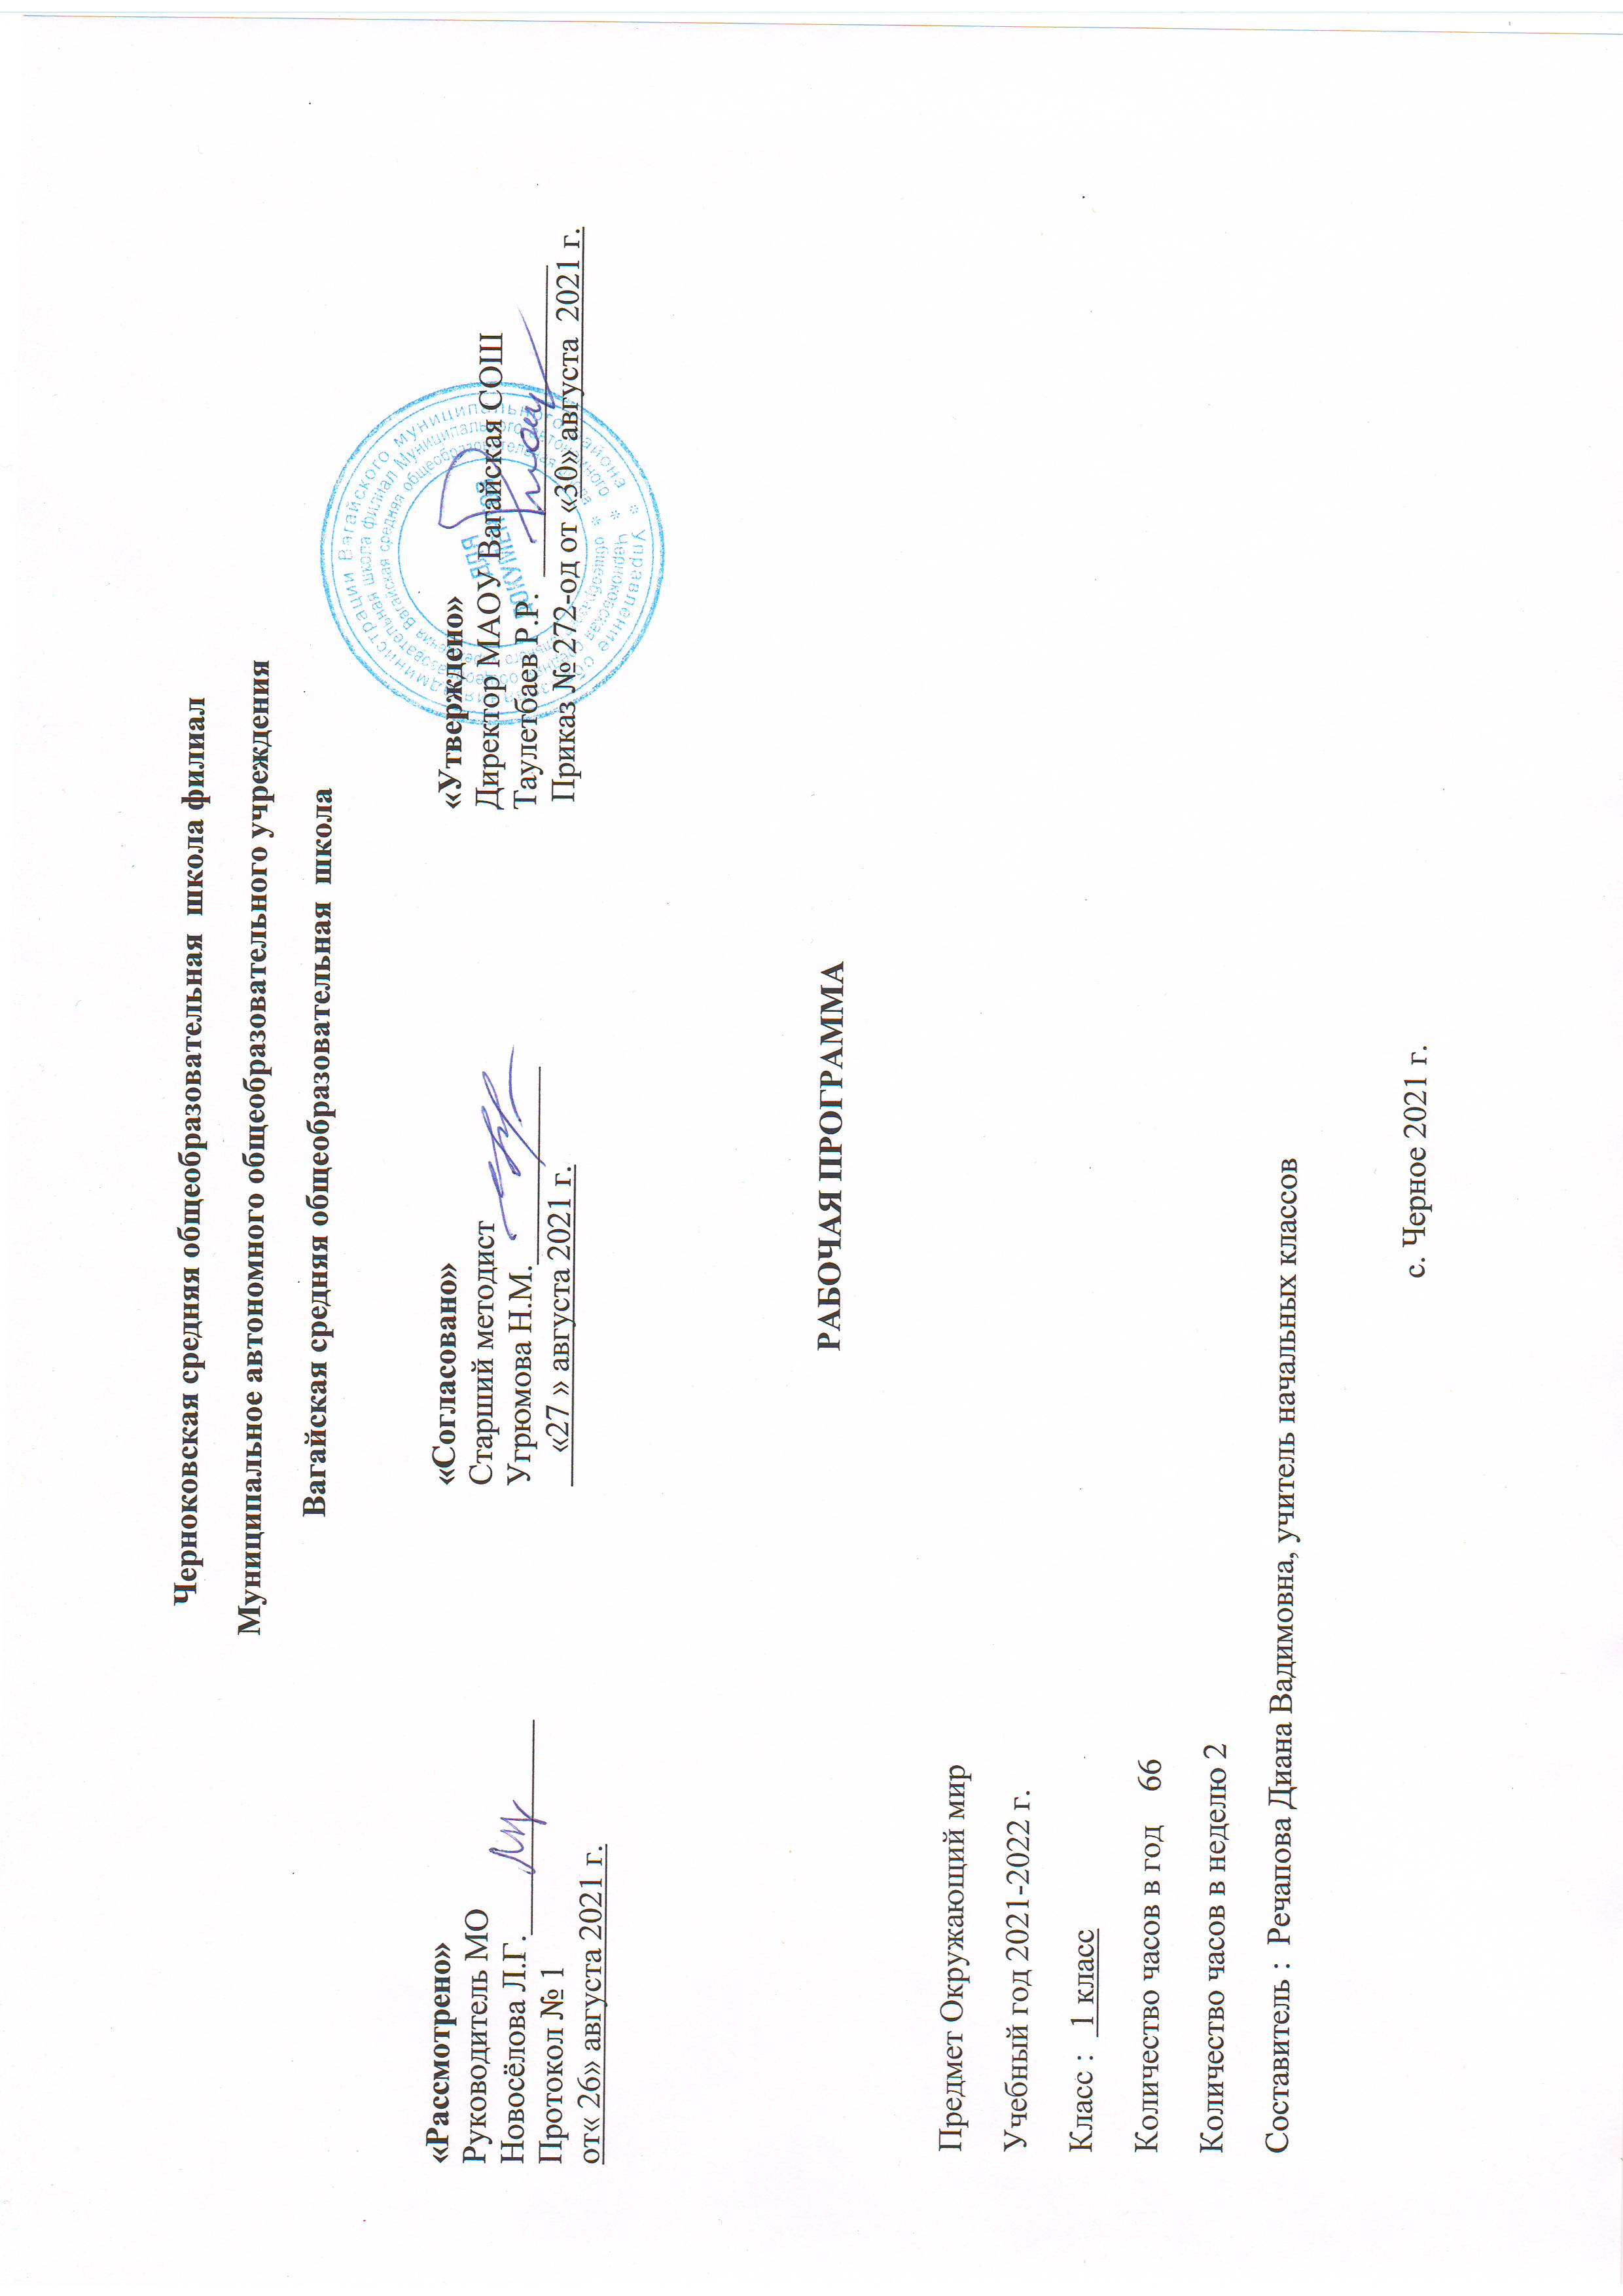 Черноковская средняя общеобразовательная школа филиал
Муниципальное автономного общеобразовательного учреждения
Вагайская средняя общеобразовательная школа
«Рассмотрено»
Руководитель МО
Новосёлова Л.Г.
Протокол № 1
от« 26» августа 2021 г.
«Согласовано»
Старший методист
Угрюмова Н.М.
«27 » августа 2021 г.
«Утверждено»
Директор МАОУ Вагайская СОШ
Таулетбаев Р.Р.
Приказ № 272-од от «30» августа 2021 г.
РАБОЧАЯ ПРОГРАММА
Предмет Окружающий мир
Учебный год 2021-2022 г.
Класс : 1 класс
Количество часов в год 66
Количество часов в неделю 2
Составитель : Речапова Диана Вадимовна, учитель начальных классов
с. Черное 2021 г.